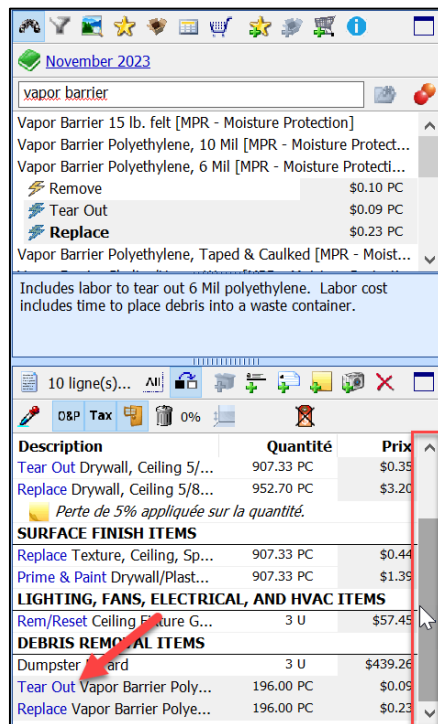 November 2023
vapor barrier
Vapor Barrier 15 lb. felt [MPR - Moisture Protection]
Vapor Barrier Polyethylene, 10 Mil [MPR - Moisture Protect...
Vapor Barrier Polyethylene, 6 Mil [MPR - Moisture Protecti...
Remove $0.10 PC
Tear Out $0.09 PC
Replace $0.23 PC
Vapor Barrier Polyethylene, Taped & Caulked [MPR - Moist...
Includes labor to tear out 6 Mil polyethylene. Labor cost
includes time to place debris into a waste container.
10 ligne(s)... All
O&P Tax 0%
Description Quantité Prix
Tear Out Drywall, Ceiling 5/... 907.33 PC $0.35
Replace Drywall, Ceiling 5/8... 952.70 PC $3.20
Perte de 5% appliquée sur la quantité.
SURFACE FINISH ITEMS
Replace Texture, Ceiling, Sp... 907.33 PC $0.44
Prime & Paint Drywall/Plast... 907.33 PC $1.39
LIGHTING, FANS, ELECTRICAL, AND HVAC ITEMS
Rem/Reset Ceiling Fixture G... 3 U $57.45
DEBRIS REMOVAL ITEMS
Dumpster 3 U $439.26
Tear Out Vapor Barrier Poly... 196.00 PC $0.09
Replace Vapor Barrier Polye... 196.00 PC $0.23